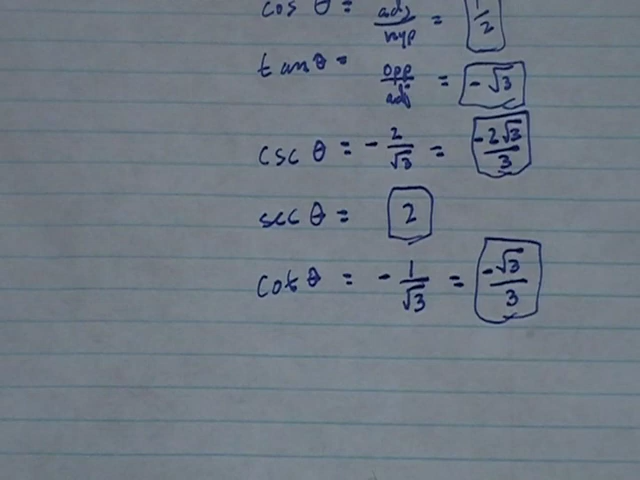 cos θ = adj/hyp = 1/2
tan θ = opp/adj = -√3
csc θ = -2/√3 = -2√3/3
sec θ = 2
cot θ = -1/√3 = -√3/3